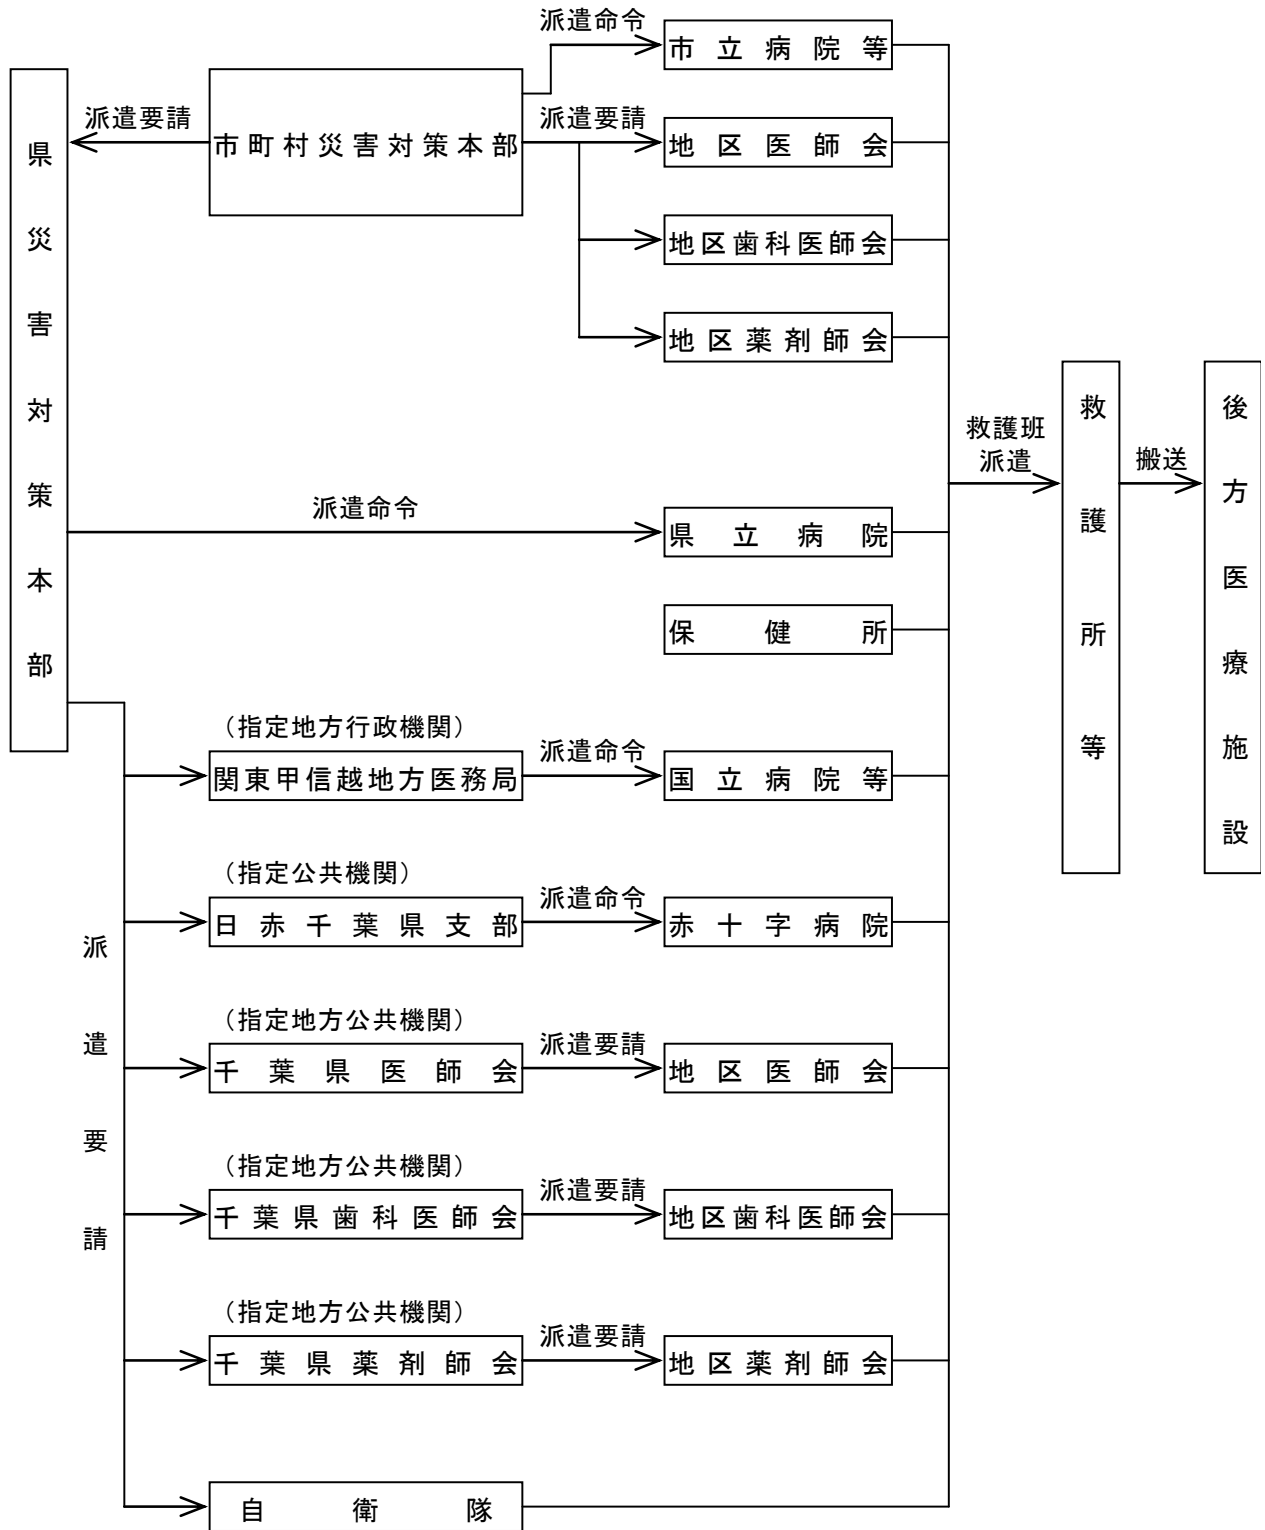 県災害対策本部
派遣要請
市町村災害対策本部
派遣命令
市立病院等
派遣要請
地区医師会
地区歯科医師会
地区薬剤師会
派遣命令
県立病院
保健所
(指定地方行政機関)
関東甲信越地方医務局
派遣命令
国立病院等
(指定公共機関)
日赤千葉県支部
派遣命令
赤十字病院
(指定地方公共機関)
千葉県医師会
派遣要請
地区医師会
(指定地方公共機関)
千葉県歯科医師会
派遣要請
地区歯科医師会
(指定地方公共機関)
千葉県薬剤師会
派遣要請
地区薬剤師会
自衛隊
派遣要請
救護班
派遣
救護所等
搬送
後方医療施設